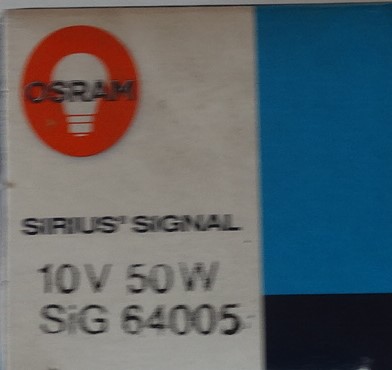 OSRAM
SIRIUS® SIGNAL
10V 50W
SiG 64005